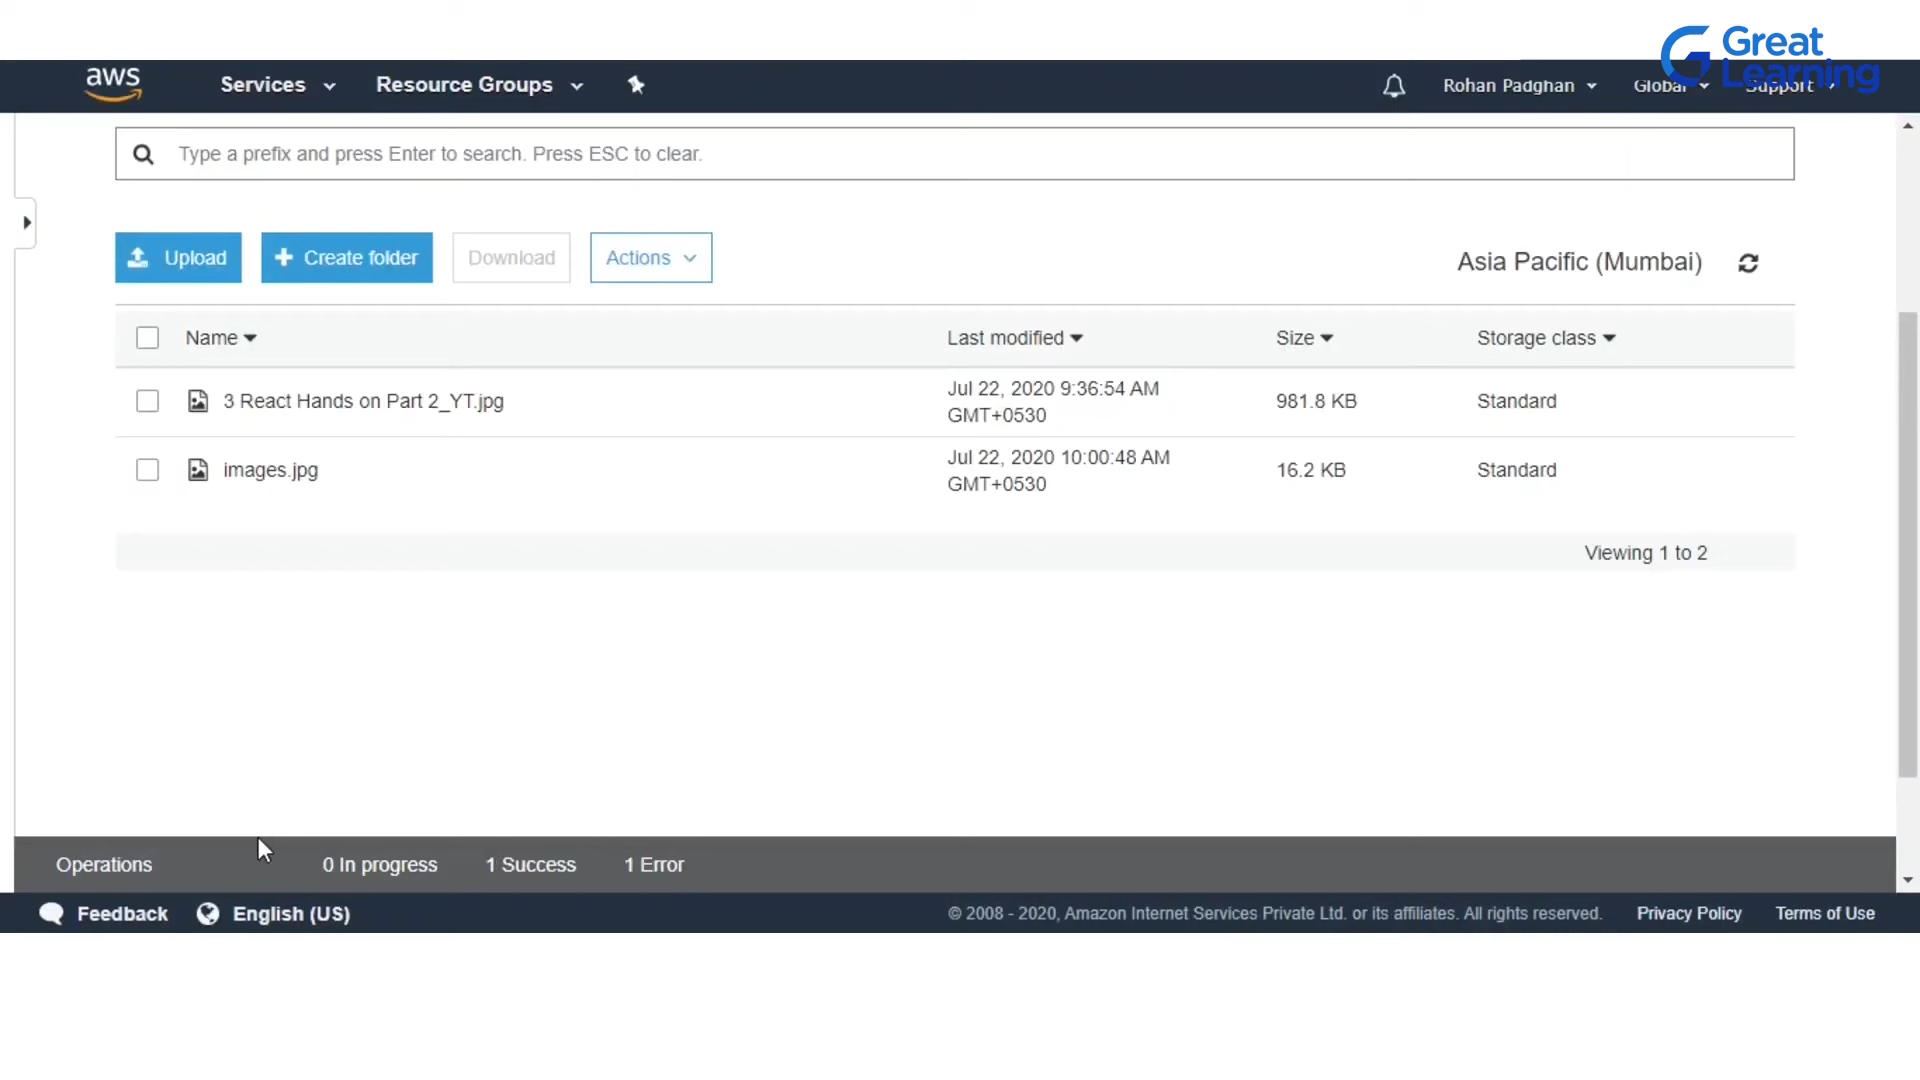 Great
Learning
aws
Services
Resource Groups
Rohan Padghan
Global
Support
Type a prefix and press Enter to search. Press ESC to clear.
Upload
Create folder
Download
Actions
Asia Pacific (Mumbai)
Name
Last modified
Size
Storage class
3 React Hands on Part 2_YT.jpg
Jul 22, 2020 9:36:54 AM
GMT+0530
981.8 KB
Standard
images.jpg
Jul 22, 2020 10:00:48 AM
GMT+0530
16.2 KB
Standard
Viewing 1 to 2
Operations
0 In progress
1 Success
1 Error
Feedback
English (US)
© 2008 - 2020, Amazon Internet Services Private Ltd. or its affiliates. All rights reserved.
Privacy Policy
Terms of Use